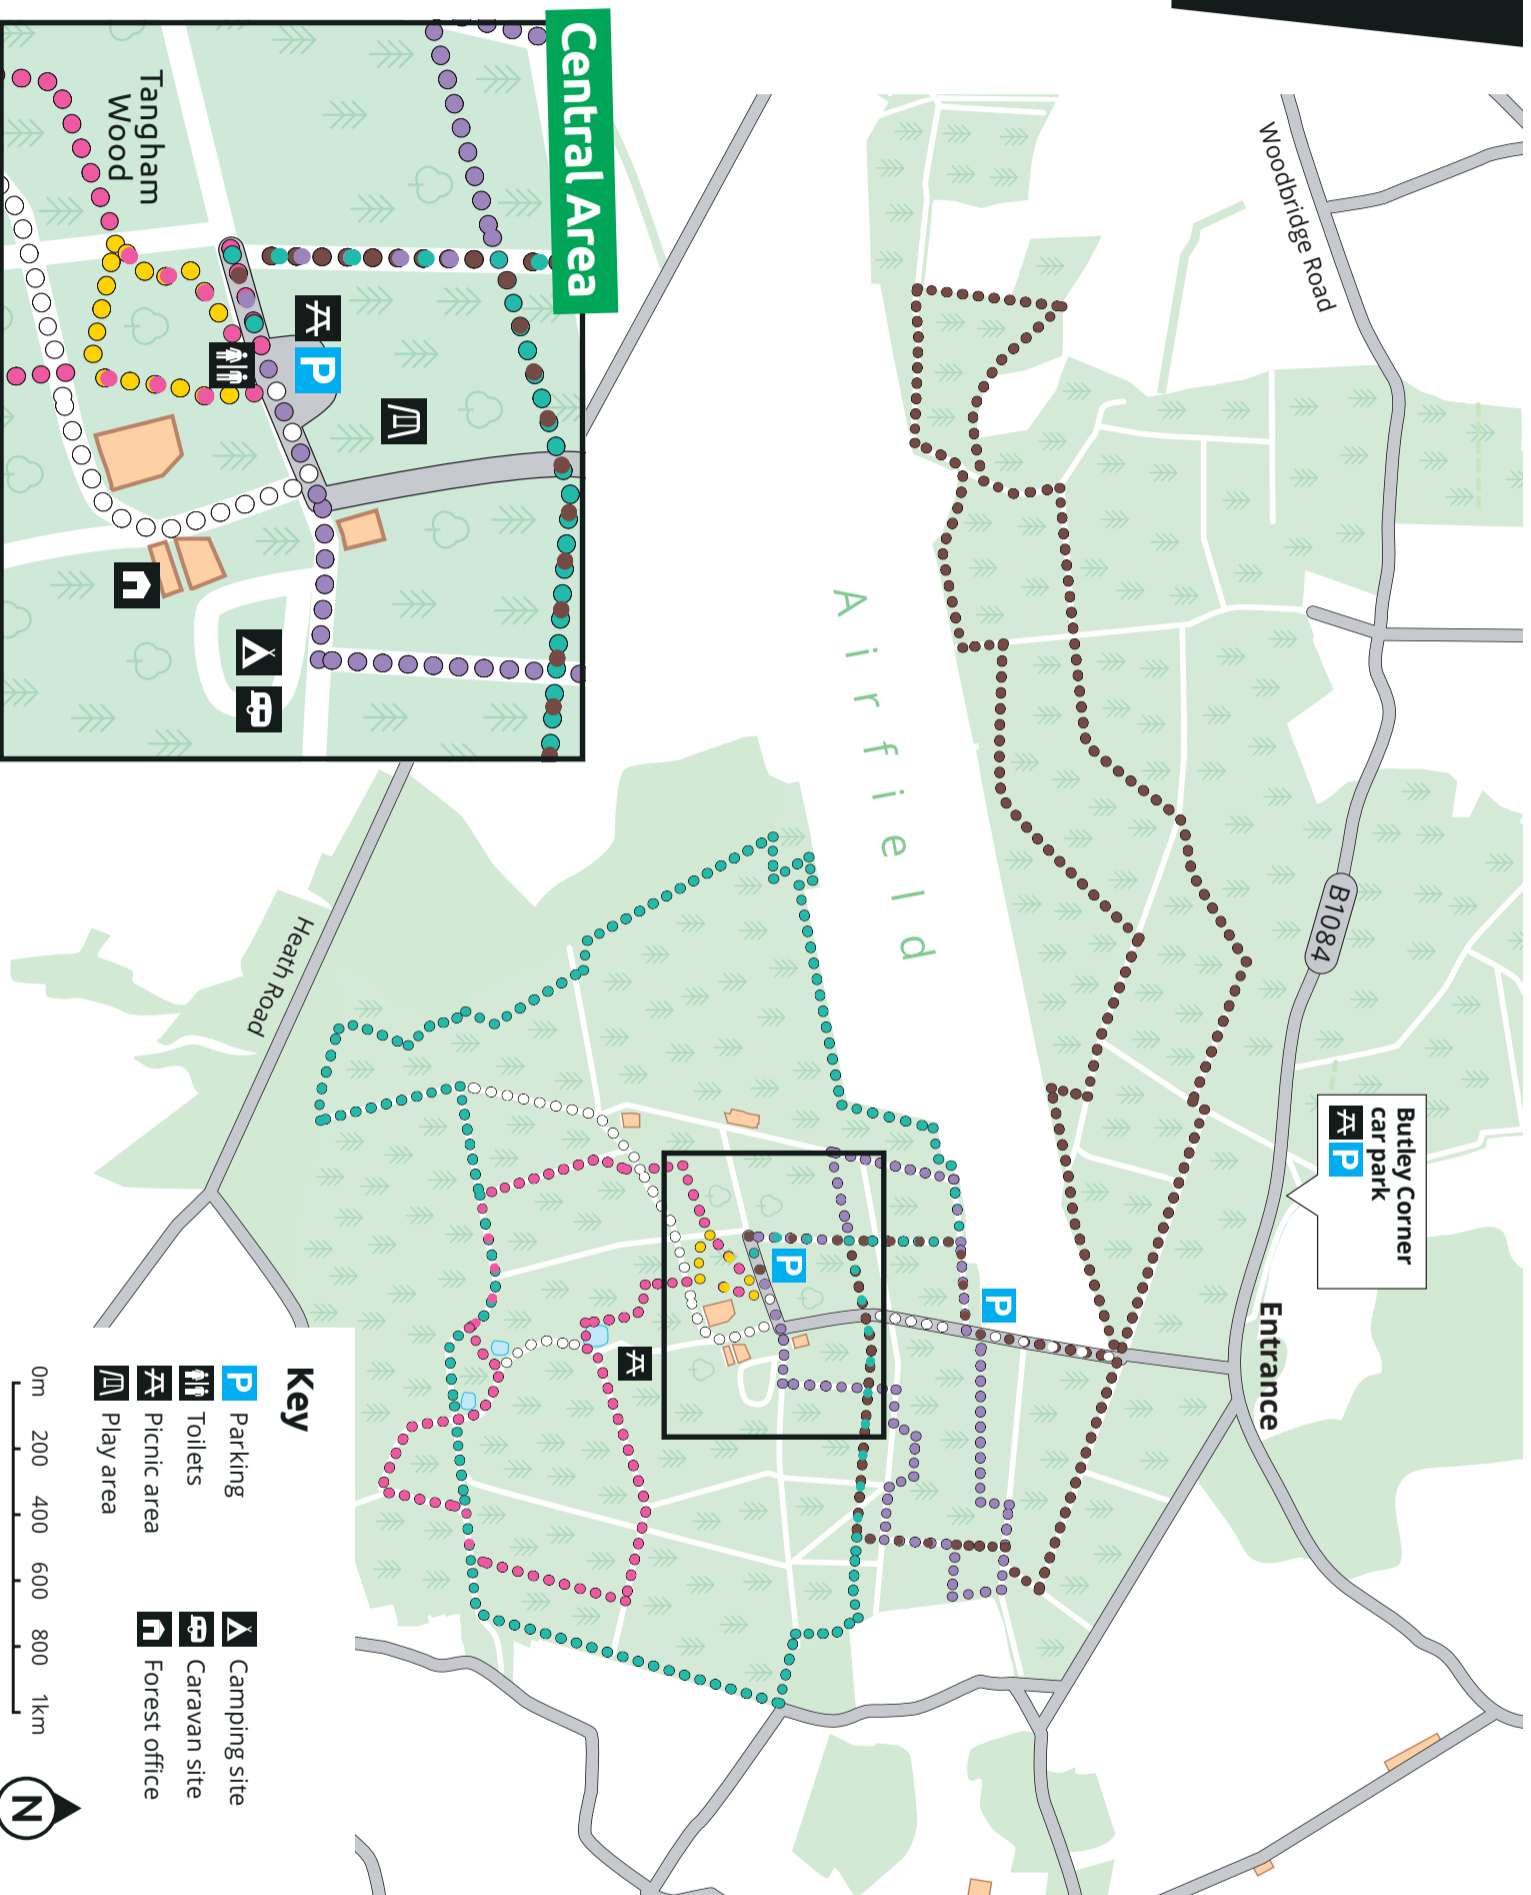 Central Area
Tangham
Wood
P
Woodbridge Road
Airfield
B1084
Butley Corner
car park
P
Entrance
P
P
Heath Road
Key
P Parking
Toilets
Picnic area
Play area
Camping site
Caravan site
Forest office
0m 200 400 600 800 1km
N